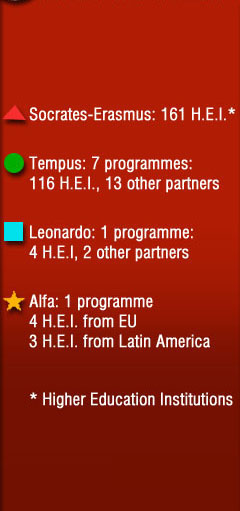 Socrates-Erasmus: 161 H.E.I.*
Tempus: 7 programmes:
116 H.E.I., 13 other partners
Leonardo: 1 programme:
4 H.E.I, 2 other partners
Alfa: 1 programme
4 H.E.I. from EU
3 H.E.I. from Latin America
* Higher Education Institutions